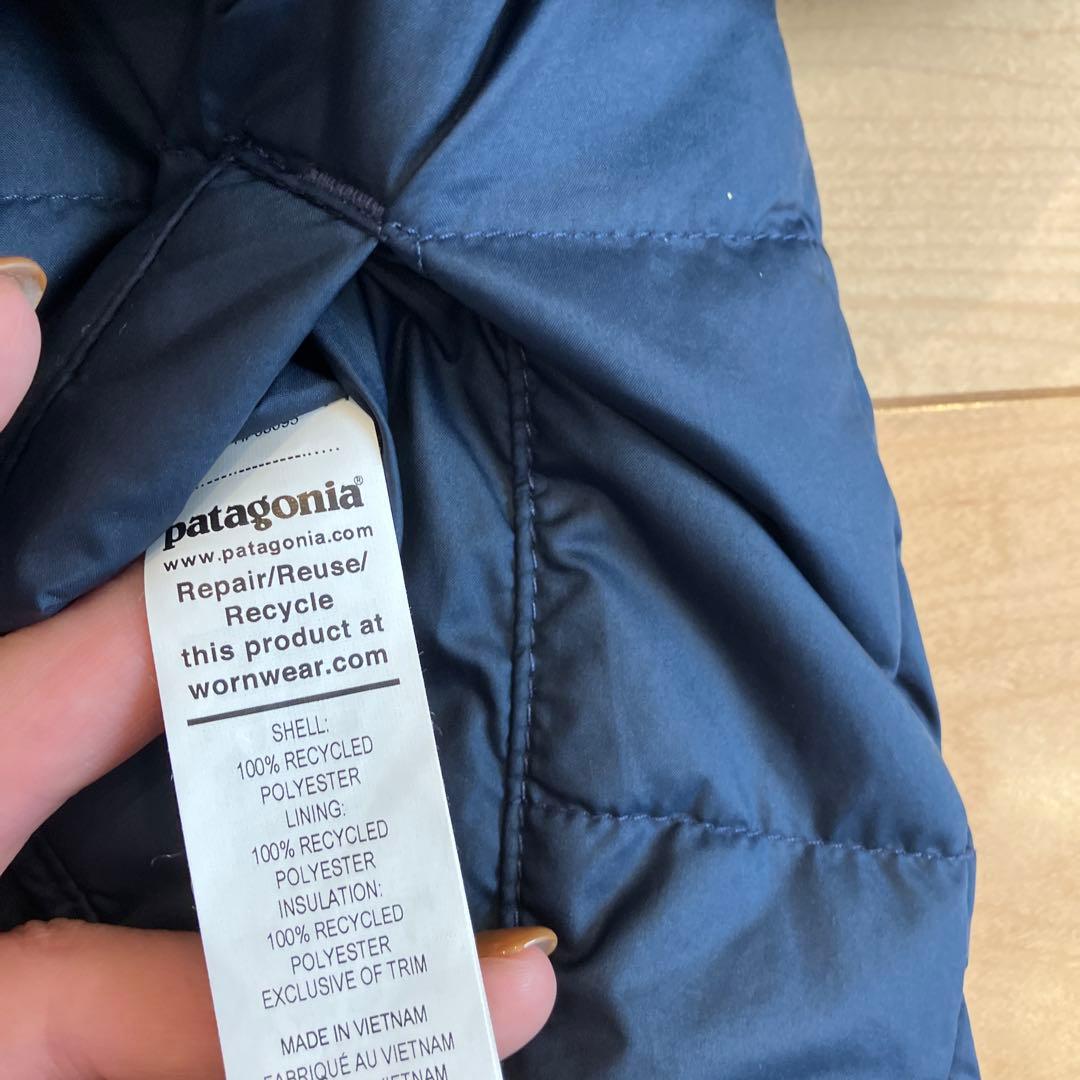 patagonia®
www.patagonia.com
Repair/Reuse/
Recycle
this product at
wornwear.com
SHELL:
100% RECYCLED
POLYESTER
LINING:
100% RECYCLED
POLYESTER
INSULATION:
100% RECYCLED
POLYESTER
EXCLUSIVE OF TRIM
MADE IN VIETNAM
FABRIQUÉ AU VIETNAM
VIETNAM